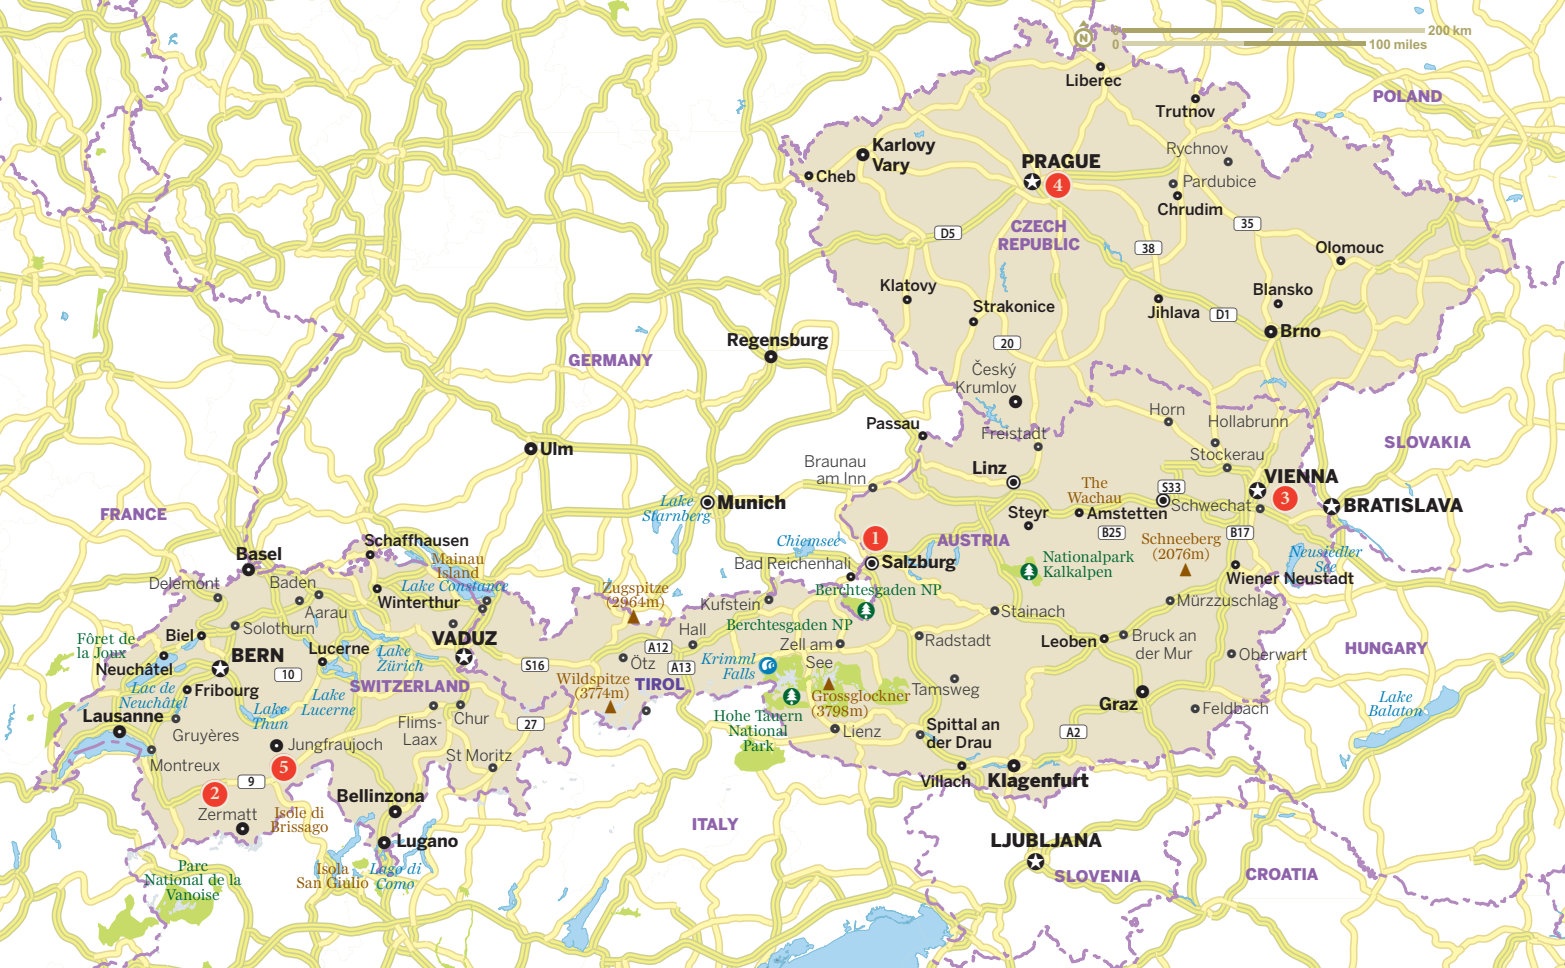 N
0
200 km
0
100 miles
Liberec
POLAND
Trutnov
Karlovy
Vary
Rychnov
PRAGUE
Cheb
4
Pardubice
Chrudim
D5
CZECH
REPUBLIC
35
38
Olomouc
Klatovy
Blansko
Strakonice
Jihlava
D1
Brno
Regensburg
20
GERMANY
Český
Krumlov
Horn
Hollabrunn
Passau
Freistadt
SLOVAKIA
Ulm
Stockerau
Braunau
am Inn
Linz
VIENNA
The
Wachau
S33
3
Lake
Starnberg
Munich
Steyr
Amstetten
Schwechat
BRATISLAVA
FRANCE
1
B25
B17
Schaffhausen
Chiemsee
AUSTRIA
Schneeberg
(2076m)
Neusiedler
See
Basel
Mainau
Island
Bad Reichenhall
Salzburg
Nationalpark
Kalkalpen
Delémont
Baden
Lake Constance
Zugspitze
(2964m)
Berchtesgaden NP
Wiener Neustadt
Winterthur
Aarau
Kufstein
Mürzzuschlag
Stainach
Solothurn
Berchtesgaden NP
Biel
Hall
VADUZ
Fôret de
la Joux
Radstadt
Leoben
Bruck an
der Mur
Zell am
See
Lucerne
A12
HUNGARY
BERN
Lake
Zürich
Oberwart
Neuchâtel
S16
Ötz
A13
Krimml
Falls
10
Wildspitze
(3774m)
TIROL
Lac de
Neuchâtel
Fribourg
SWITZERLAND
Tamsweg
Grossglockner
(3798m)
Lake
Lucerne
Graz
Lake
Balaton
Lausanne
Lake
Thun
Flims-
Laax
Chur
27
Hohe Tauern
National
Park
Feldbach
Gruyères
Lienz
Spittal an
der Drau
A2
Jungfraujoch
St Moritz
Montreux
5
9
Villach
Klagenfurt
2
Bellinzona
Zermatt
Isole di
Brissago
ITALY
Lugano
LJUBLJANA
Parc
National de la
Vanoise
Isola
San Giulio
Lago di
Como
SLOVENIA
CROATIA